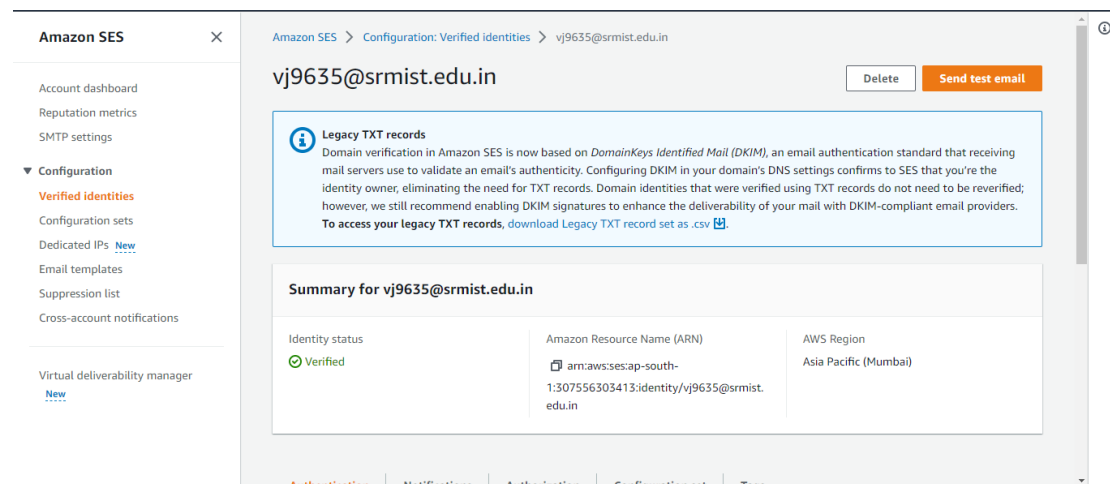 Amazon SES
Account dashboard
Reputation metrics
SMTP settings
Configuration
Verified identities
Configuration sets
Dedicated IPs New
Email templates
Suppression list
Cross-account notifications
Virtual deliverability manager
New
Amazon SES > Configuration: Verified identities > vj9635@srmist.edu.in
vj9635@srmist.edu.in
Delete
Send test email
Legacy TXT records
Domain verification in Amazon SES is now based on DomainKeys Identified Mail (DKIM), an email authentication standard that receiving
mail servers use to validate an email's authenticity. Configuring DKIM in your domain's DNS settings confirms to SES that you're the
identity owner, eliminating the need for TXT records. Domain identities that were verified using TXT records do not need to be reverified;
however, we still recommend enabling DKIM signatures to enhance the deliverability of your mail with DKIM-compliant email providers.
To access your legacy TXT records, download Legacy TXT record set as .csv.
Summary for vj9635@srmist.edu.in
Identity status
Verified
Amazon Resource Name (ARN)
arn:aws:ses:ap-south-
1:307556303413:identity/vj9635@srmist.
edu.in
AWS Region
Asia Pacific (Mumbai)
Authentication
Notifications
Authorization
Configuration set
Tags